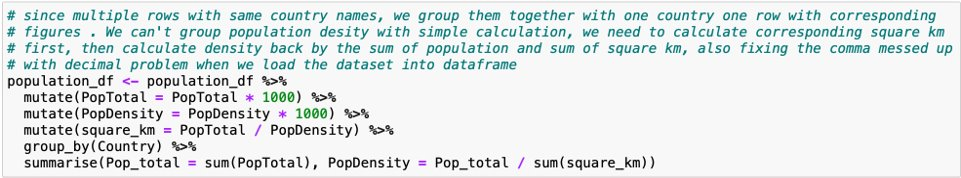 # since multiple rows with same country names, we group them together with one country one row with corresponding
# figures . We can't group population desity with simple calculation, we need to calculate corresponding square km
# first, then calculate density back by the sum of population and sum of square km, also fixing the comma messed up
# with decimal problem when we load the dataset into dataframe
population_df <- population_df %>%
  mutate(PopTotal = PopTotal * 1000) %>%
  mutate(PopDensity = PopDensity * 1000) %>%
  mutate(square_km = PopTotal / PopDensity) %>%
  group_by(Country) %>%
  summarise(Pop_total = sum(PopTotal), PopDensity = Pop_total / sum(square_km))